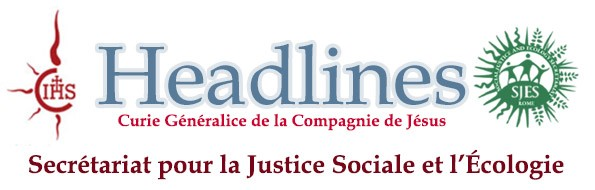 IHS
Headlines
SJES
ROME
Curie Généralice de la Compagnie de Jésus
Secrétariat pour la Justice Sociale et l'Écologie